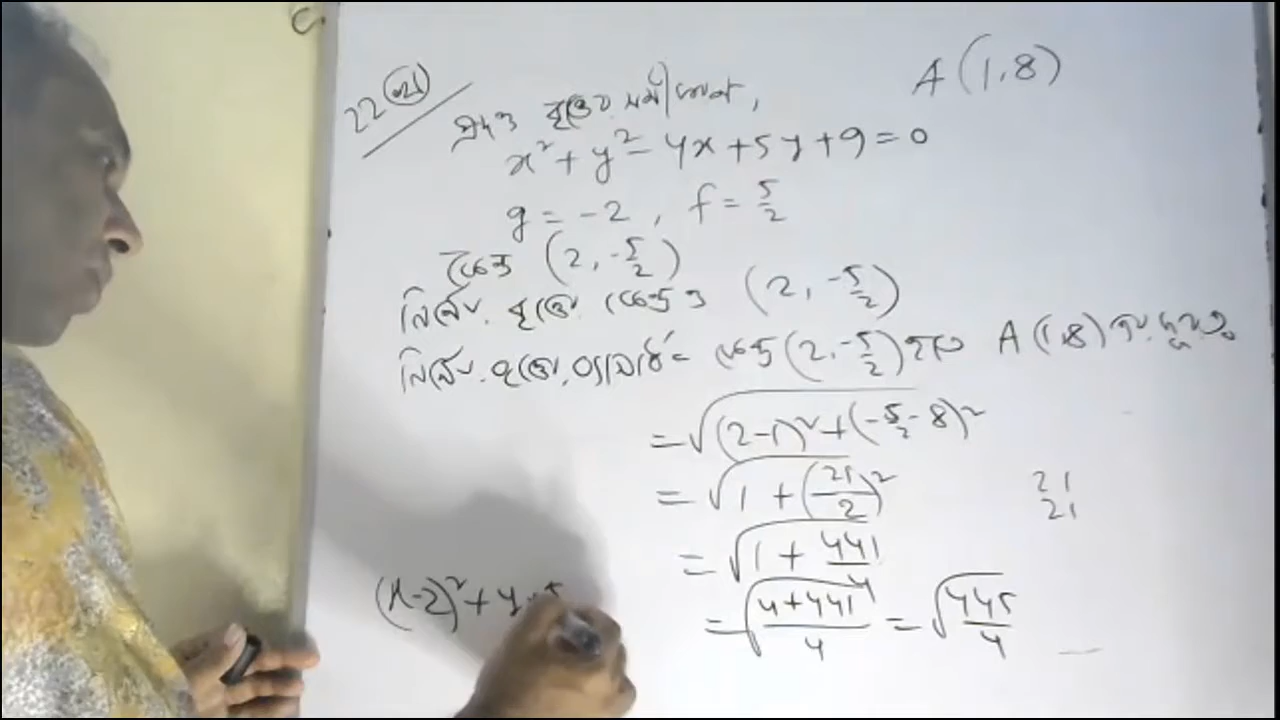 22 (আ)
A (1, 8)
প্রদত্ত বৃত্তের সমীকরণ,
x² + y² - 4x + 5y + 9 = 0
g = -2 , f = 5/2
কেন্দ্র (2, -5/2)
নির্ণেয় বৃত্তের কেন্দ্রও (2, -5/2)
নির্ণেয় বৃত্তের ব্যাসার্ধ = কেন্দ্র (2, -5/2) হতে A (1, 8) এর দূরত্ব
= √((2-1)² + (-5/2 - 8)²)
= √(1 + (21/2)²)
21
21
= √(1 + 441/4)
= √((4+441)/4) = √(445/4)
(x-2)² + y